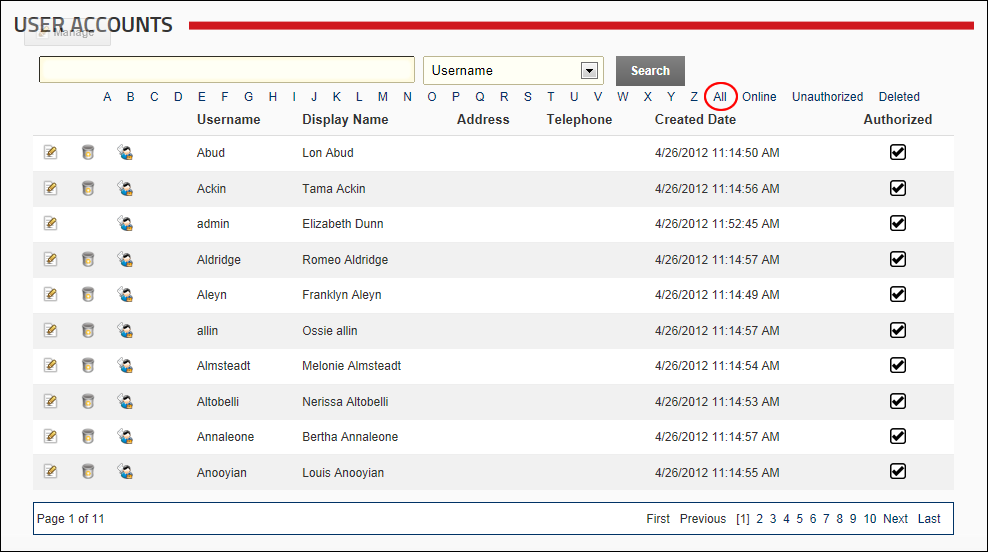 USER ACCOUNTS
Manage
Username Search
A B C D E F G H I J K L M N O P Q R S T U V W X Y Z All Online Unauthorized Deleted
Username Display Name Address Telephone Created Date Authorized
Abud Lon Abud 4/26/2012 11:14:50 AM
Ackin Tama Ackin 4/26/2012 11:14:56 AM
admin Elizabeth Dunn 4/26/2012 11:52:45 AM
Aldridge Romeo Aldridge 4/26/2012 11:14:57 AM
Aleyn Franklyn Aleyn 4/26/2012 11:14:49 AM
allin Ossie allin 4/26/2012 11:14:57 AM
Almsteadt Melonie Almsteadt 4/26/2012 11:14:54 AM
Altobelli Nerissa Altobelli 4/26/2012 11:14:53 AM
Annaleone Bertha Annaleone 4/26/2012 11:14:57 AM
Anooyian Louis Anooyian 4/26/2012 11:14:55 AM
Page 1 of 11 First Previous [1] 2 3 4 5 6 7 8 9 10 Next Last